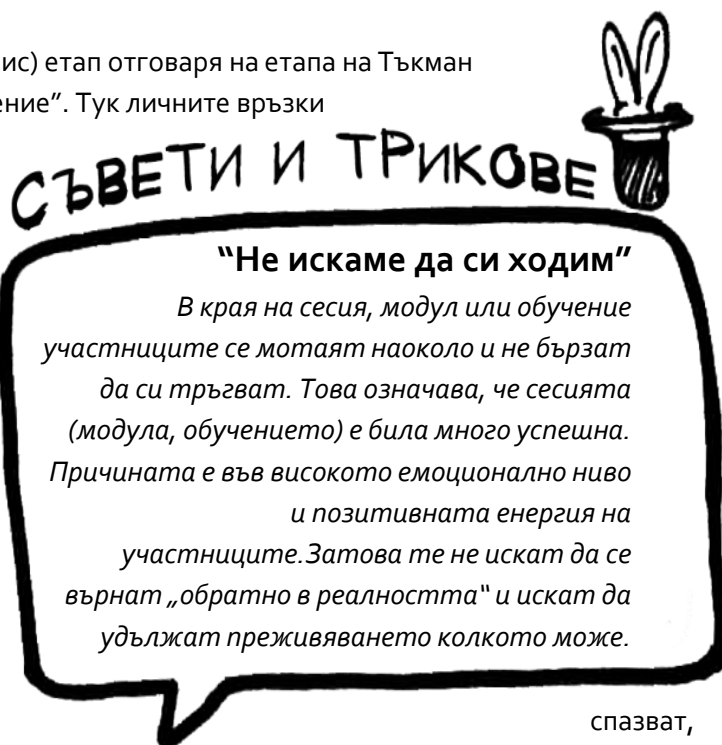 ис) етап отговаря на етапа на Тъкман
ение”. Тук личните връзки
СЪВЕТИ И ТРИКОВЕ
“Не искаме да си ходим”
В края на сесия, модул или обучение
участниците се мотаят наоколо и не бързат
да си тръгват. Това означава, че сесията
(модула, обучението) е била много успешна.
Причината е във високото емоционално ниво
и позитивната енергия на
участниците.Затова те не искат да се
върнат „обратно в реалността“ и искат да
удължат преживяването колкото може.
спазват,